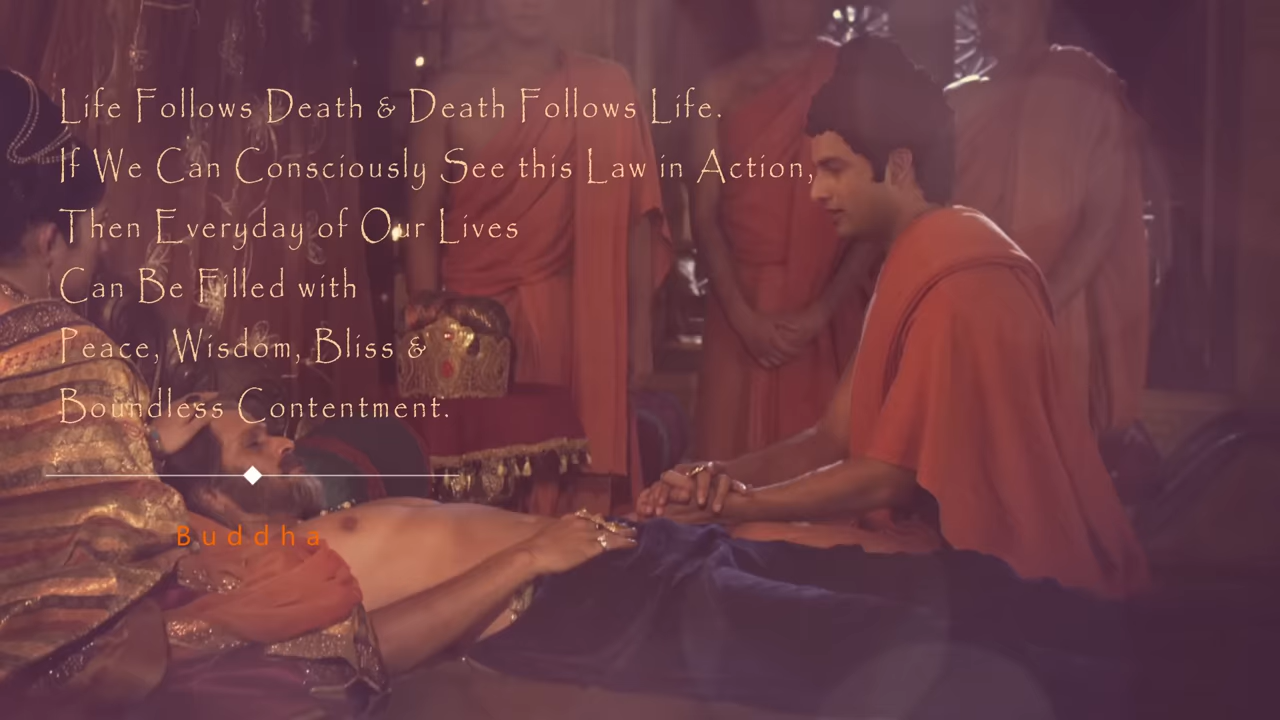 Life Follows Death & Death Follows Life.
If We Can Consciously See this Law in Action,
Then Everyday of Our Lives
Can Be Filled with
Peace, Wisdom, Bliss &
Boundless Contentment.
Buddha